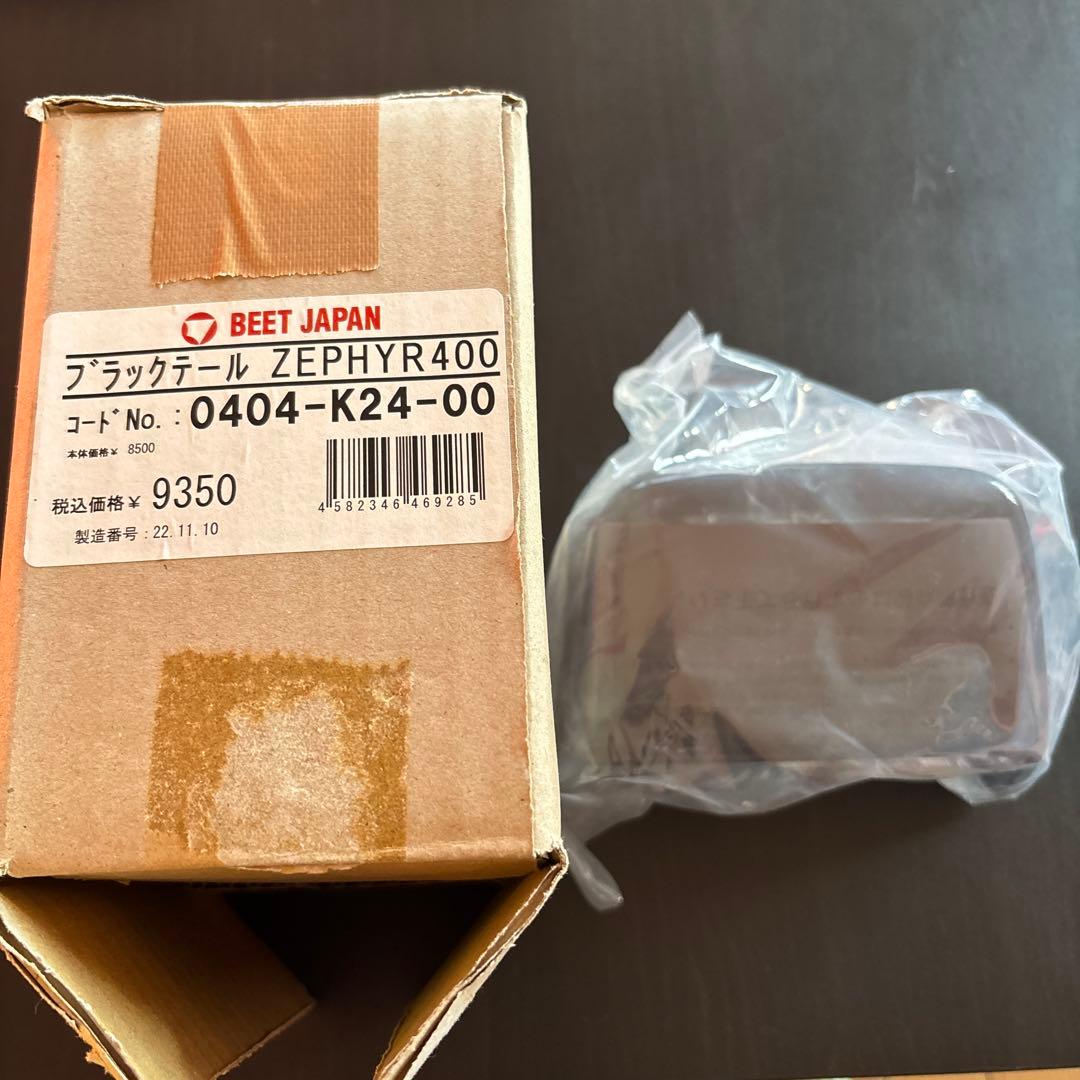 BEET JAPAN
ブラックテール ZEPHYR400
コードNo.:0404-K24-00
本体価格¥ 8500
税込価格¥ 9350
4 582346 469285
製造番号:22.11.10